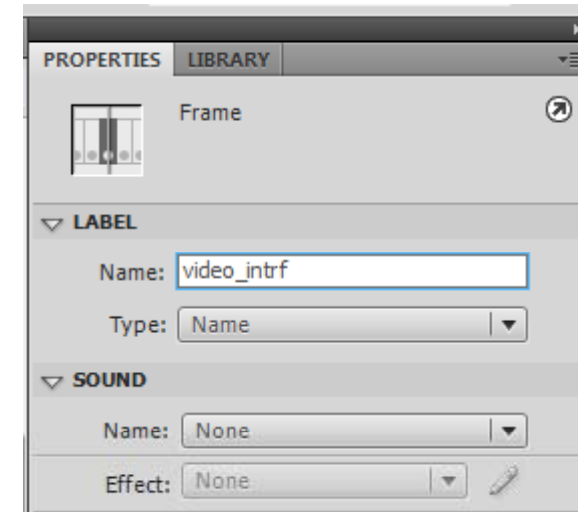 PROPERTIES LIBRARY
Frame
LABEL
Name: video_intrf
Type: Name
SOUND
Name: None
Effect: None